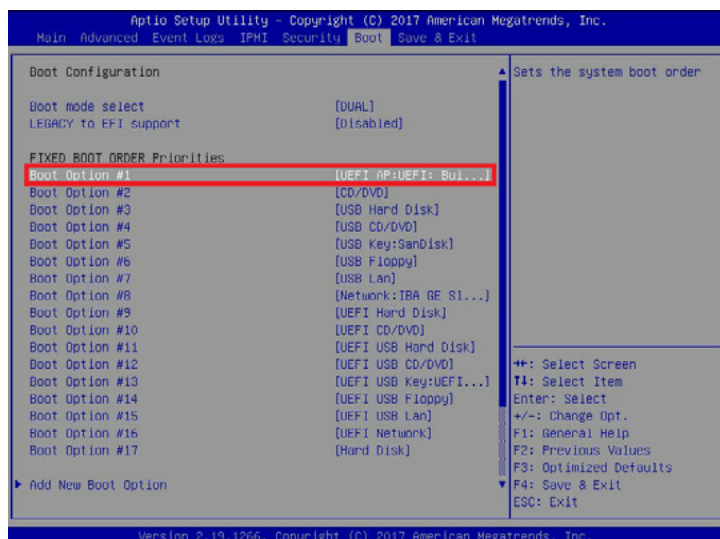 Aptio Setup Utility - Copyright (C) 2017 American Megatrends, Inc.
Main Advanced Event Logs IPMI Security Boot Save & Exit
Boot Configuration
Boot mode select [DUAL]
LEGACY to EFI support [Disabled]
FIXED BOOT ORDER Priorities
Boot Option #1 [UEFI AP:UEFI: Bui...]
Boot Option #2 [CD/DVD]
Boot Option #3 [USB Hard Disk]
Boot Option #4 [USB CD/DVD]
Boot Option #5 [USB Key:SanDisk]
Boot Option #6 [USB Floppy]
Boot Option #7 [USB Lan]
Boot Option #8 [Network:IBA GE Sl...]
Boot Option #9 [UEFI Hard Disk]
Boot Option #10 [UEFI CD/DVD]
Boot Option #11 [UEFI USB Hard Disk]
Boot Option #12 [UEFI USB CD/DVD]
Boot Option #13 [UEFI USB Key:UEFI...]
Boot Option #14 [UEFI USB Floppy]
Boot Option #15 [UEFI USB Lan]
Boot Option #16 [UEFI Network]
Boot Option #17 [Hard Disk]
Add New Boot Option
Sets the system boot order
→←: Select Screen
↑↓: Select Item
Enter: Select
+/-: Change Opt.
F1: General Help
F2: Previous Values
F3: Optimized Defaults
F4: Save & Exit
ESC: Exit
Version 2.19.1266. Copyright (C) 2017 American Megatrends, Inc.